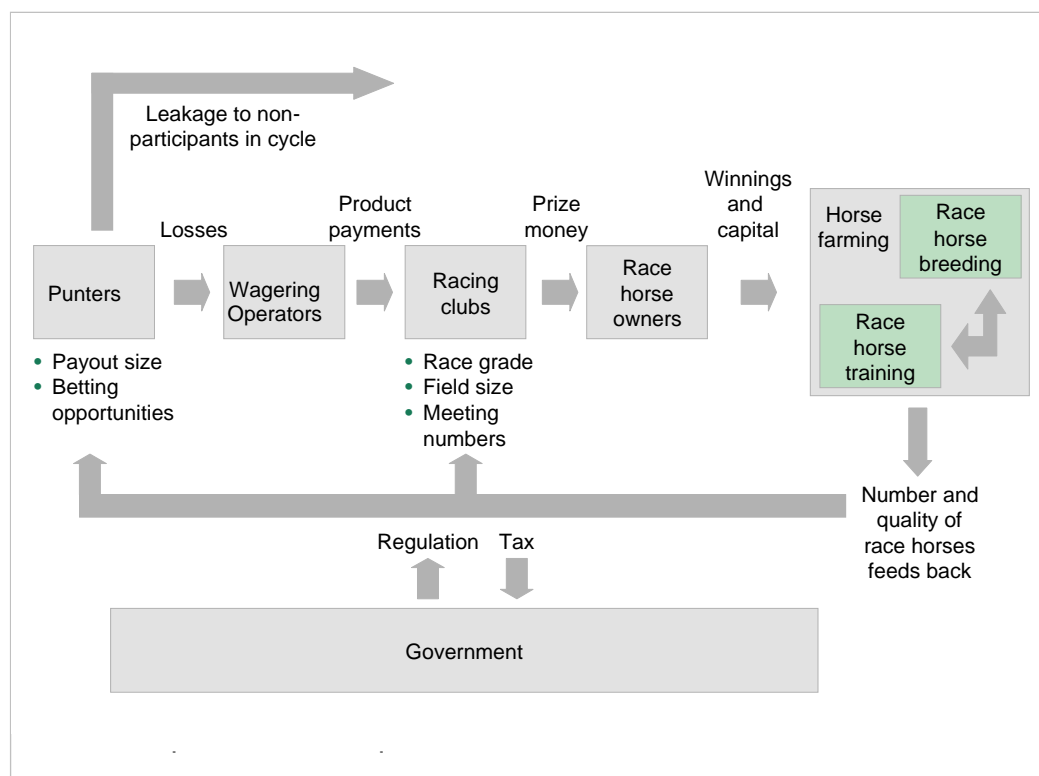 Leakage to non-
participants in cycle
Losses
Product
payments
Prize
money
Winnings
and
capital
Punters
Wagering
Operators
Racing
clubs
Race
horse
owners
Horse
farming
Race
horse
breeding
Race
horse
training
• Payout size
• Betting
opportunities
• Race grade
• Field size
• Meeting
numbers
Number and
quality of
race horses
feeds back
Regulation
Tax
Government